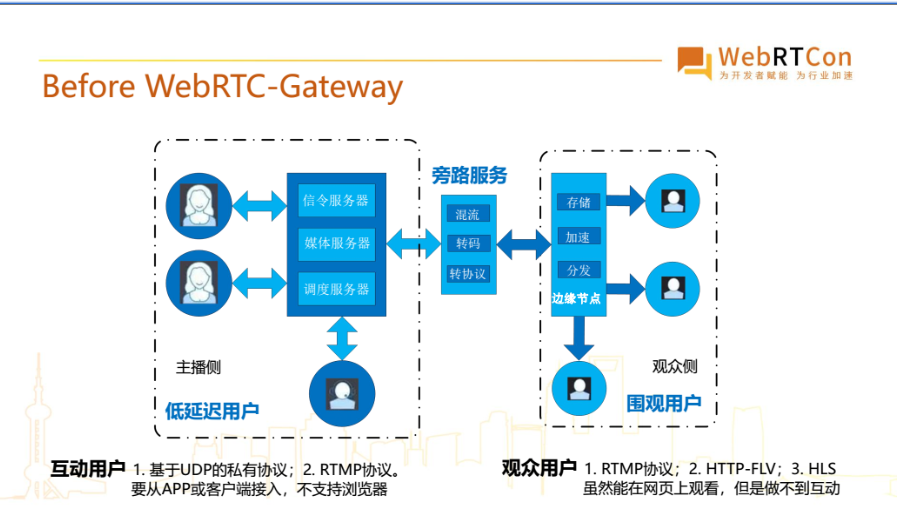 WebRTCon
为开发者赋能 为行业加速
Before WebRTC-Gateway
旁路服务
信令服务器
媒体服务器
调度服务器
混流
转码
转协议
存储
加速
分发
边缘节点
主播侧
低延迟用户
观众侧
围观用户
互动用户 1. 基于UDP的私有协议；2. RTMP协议。
要从APP或客户端接入，不支持浏览器
观众用户 1. RTMP协议；2. HTTP-FLV；3. HLS
虽然能在网页上观看，但是做不到互动